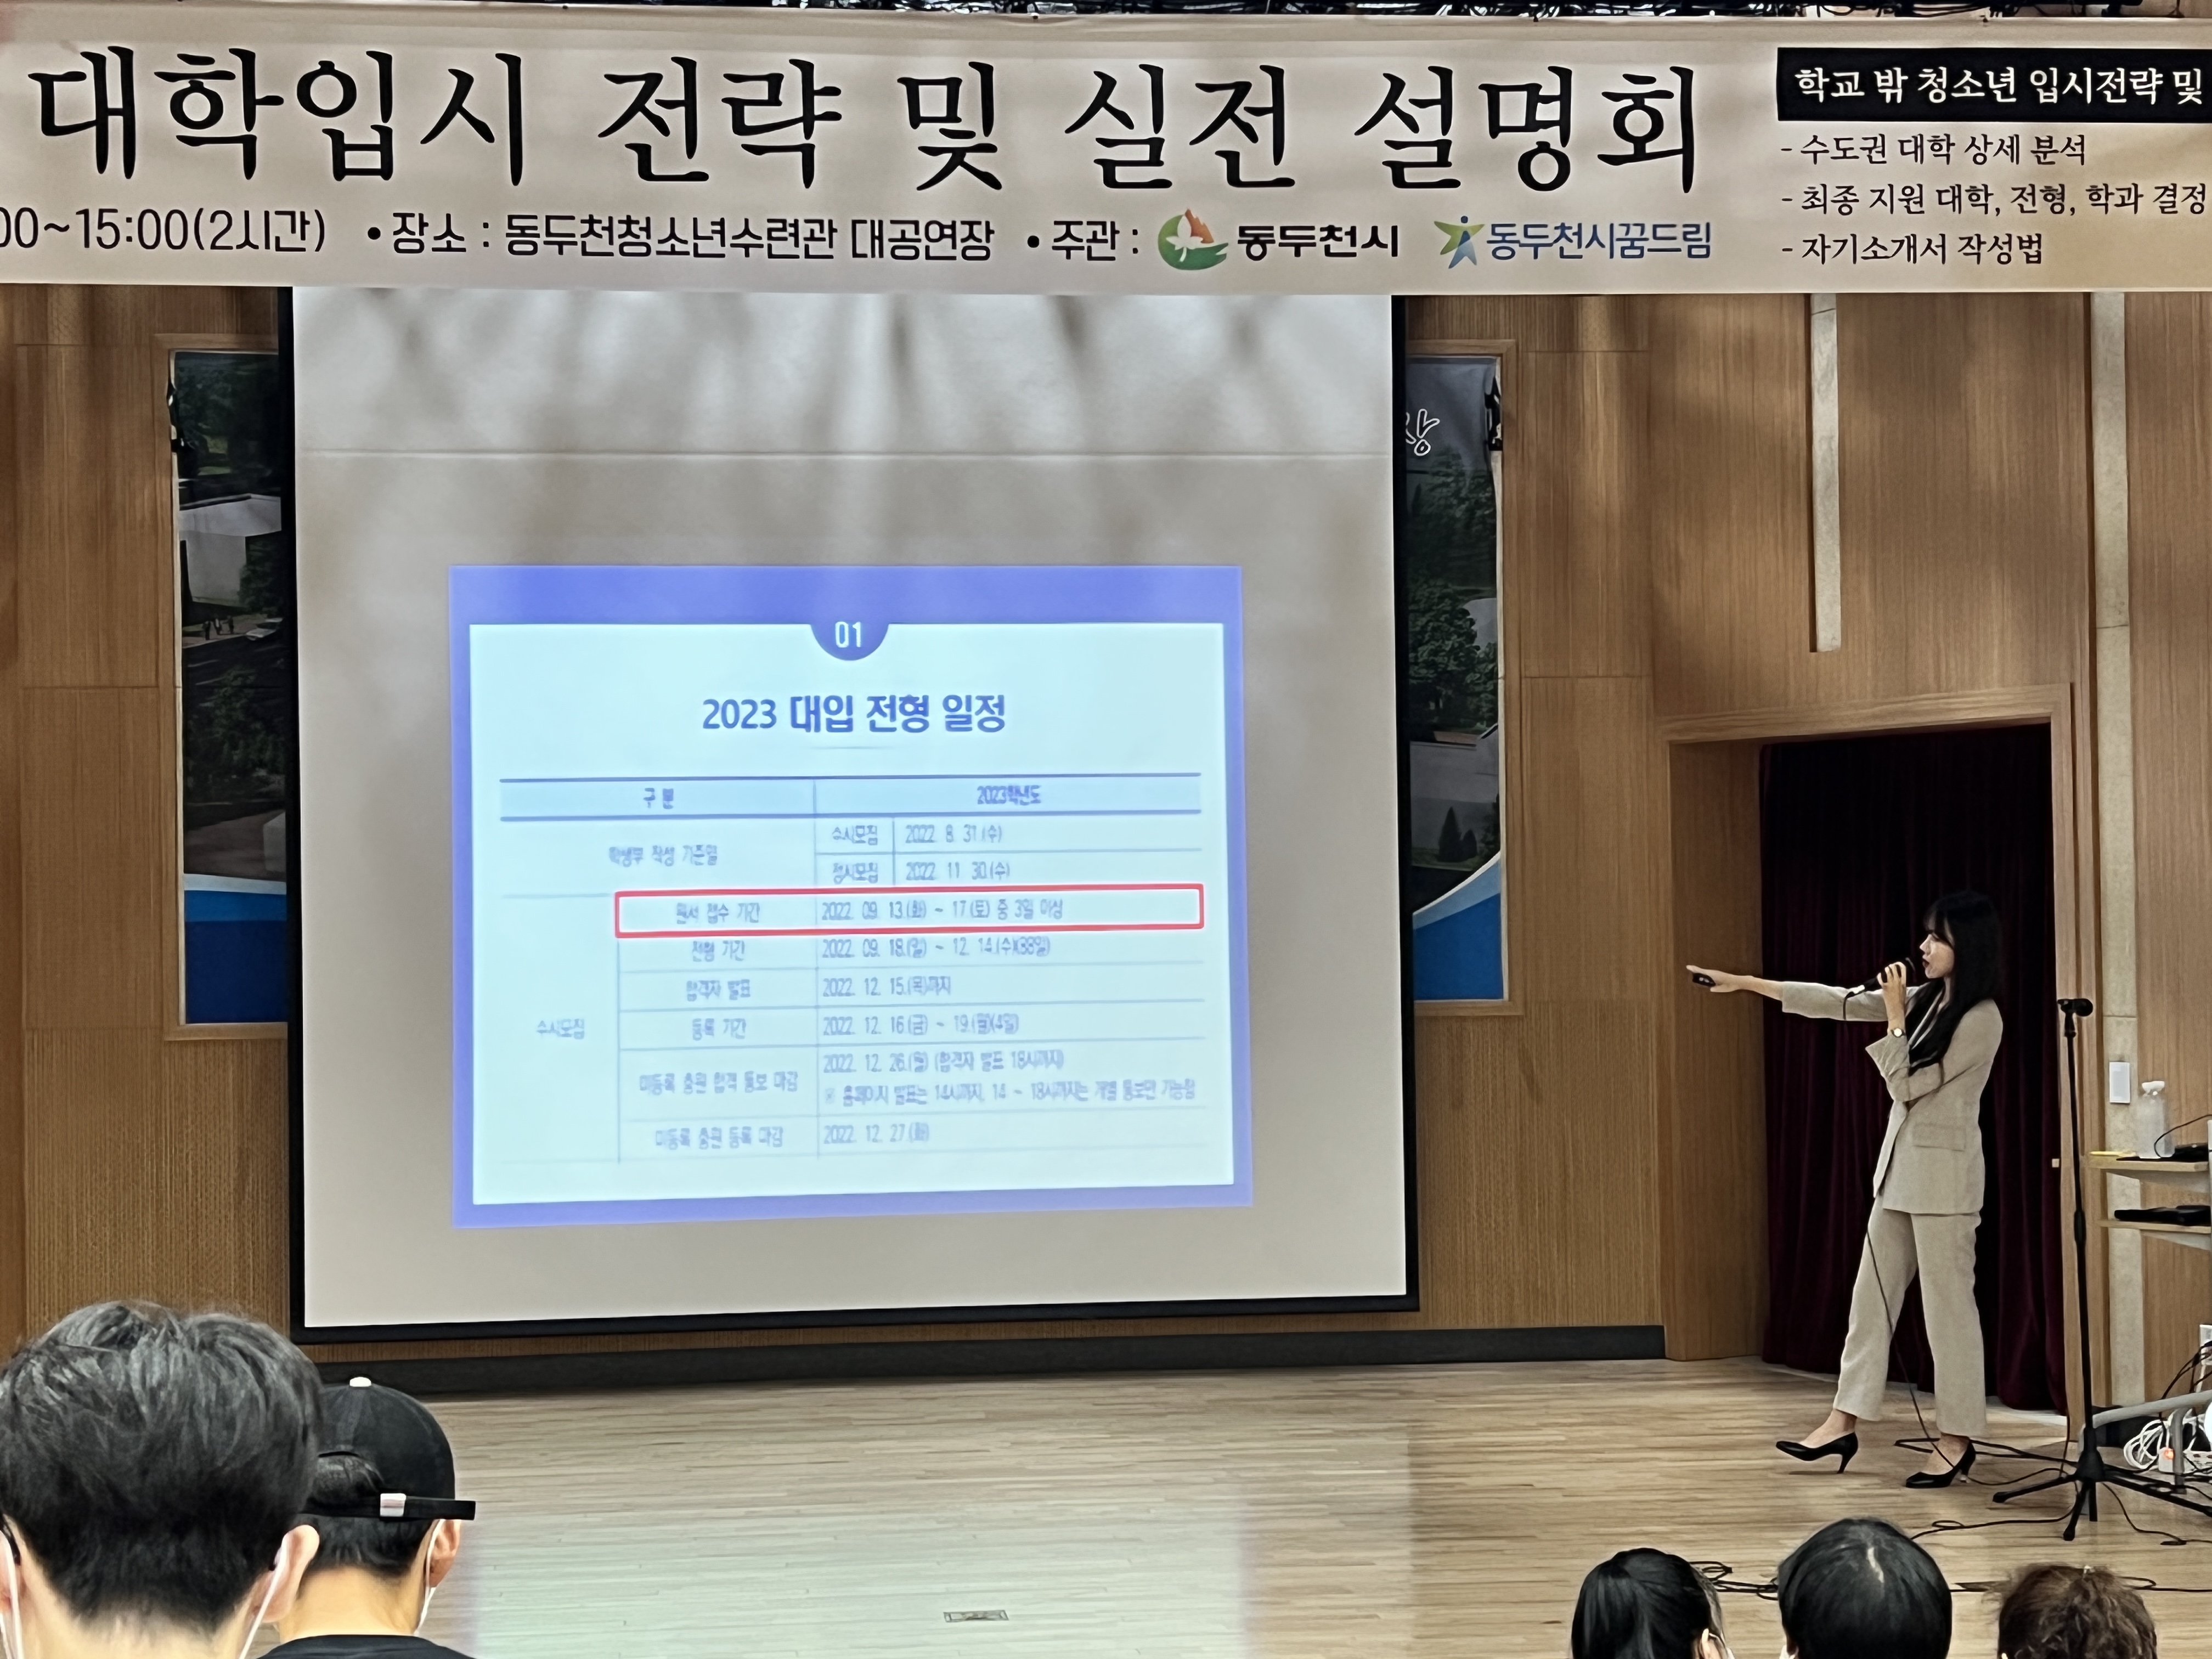 대학입시 전략 및 실전 설명회
00~15:00(2시간) •장소 : 동두천청소년수련관 대공연장 •주관 : 동두천시 동두천시꿈드림
학교 밖 청소년 입시전략 및
- 수도권 대학 상세 분석
- 최종 지원 대학, 전형, 학과 결정
- 자기소개서 작성법
01
2023 대입 전형 일정
구 분 2023학년도
학생부 작성 기준일
수시모집 2022. 8. 31.(수)
정시모집 2022. 11. 30.(수)
수시모집
원서 접수 기간 2022. 09. 13.(화) ~ 17.(토) 중 3일 이상
전형 기간 2022. 09. 18.(일) ~ 12. 14.(수)(88일)
합격자 발표 2022. 12. 15.(목)까지
등록 기간 2022. 12. 16.(금) ~ 19.(월)(4일)
미등록 충원 합격 통보 마감 2022. 12. 26.(월) (합격자 발표 18시까지)
※ 홈페이지 발표는 14시까지, 14 ~ 18시까지는 개별 통보만 가능함
미등록 충원 등록 마감 2022. 12. 27.(화)